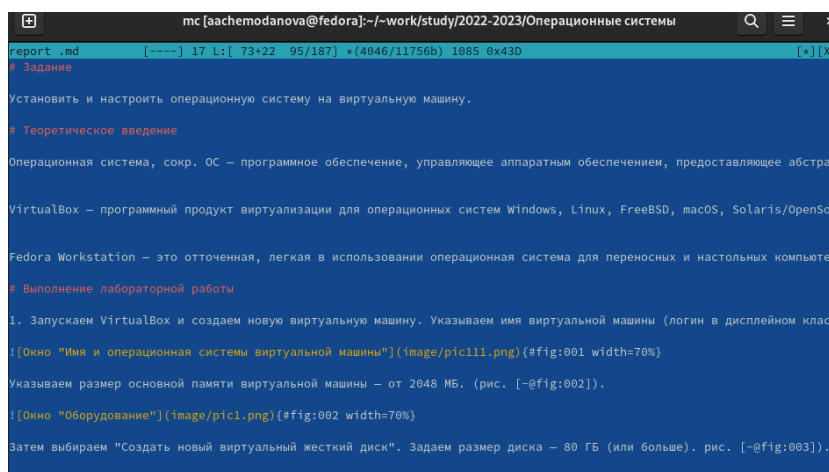 mc [aachemodanova@fedora]:~/~work/study/2022-2023/Операционные системы
report .md [----] 17 L:[ 73+22 95/187] *(4046/11756b) 1085 0x43D [*][X
# Задание
Установить и настроить операционную систему на виртуальную машину.
# Теоретическое введение
Операционная система, сокр. ОС — программное обеспечение, управляющее аппаратным обеспечением, предоставляющее абстра
VirtualBox — программный продукт виртуализации для операционных систем Windows, Linux, FreeBSD, macOS, Solaris/OpenSo
Fedora Workstation — это отточенная, легкая в использовании операционная система для переносных и настольных компьюте
# Выполнение лабораторной работы
1. Запускаем VirtualBox и создаем новую виртуальную машину. Указываем имя виртуальной машины (логин в дисплейном клас
![Окно "Имя и операционная системы виртуальной машины"](image/pic111.png){#fig:001 width=70%}
Указываем размер основной памяти виртуальной машины — от 2048 МБ. (рис. [-@fig:002]).
![Окно "Оборудование"](image/pic1.png){#fig:002 width=70%}
Затем выбираем "Создать новый виртуальный жесткий диск". Задаем размер диска — 80 ГБ (или больше). рис. [-@fig:003]).